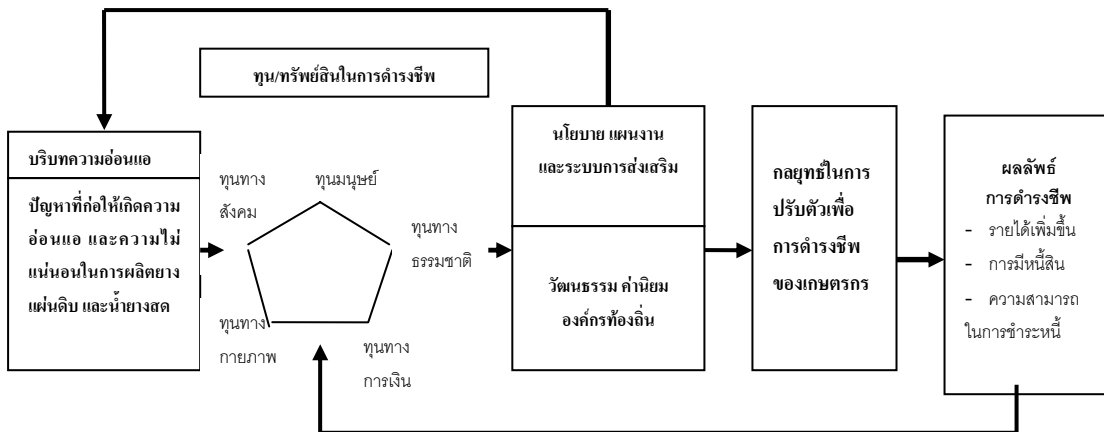 ทุน/ทรัพย์สินในการดำรงชีพ
บริบทความอ่อนแอ
ปัญหาที่ก่อให้เกิดความ
อ่อนแอ และความไม่
แน่นอนในการผลิตยาง
แผ่นดิบ และน้ำยางสด
ทุนทาง
สังคม
ทุนมนุษย์
ทุนทาง
ธรรมชาติ
ทุนทาง
กายภาพ
ทุนทาง
การเงิน
นโยบาย แผนงาน
และระบบการส่งเสริม
วัฒนธรรม ค่านิยม
องค์กรท้องถิ่น
กลยุทธ์ในการ
ปรับตัวเพื่อ
การดำรงชีพ
ของเกษตรกร
ผลลัพธ์
การดำรงชีพ
- รายได้เพิ่มขึ้น
- การมีหนี้สิน
- ความสามารถ
ในการชำระหนี้